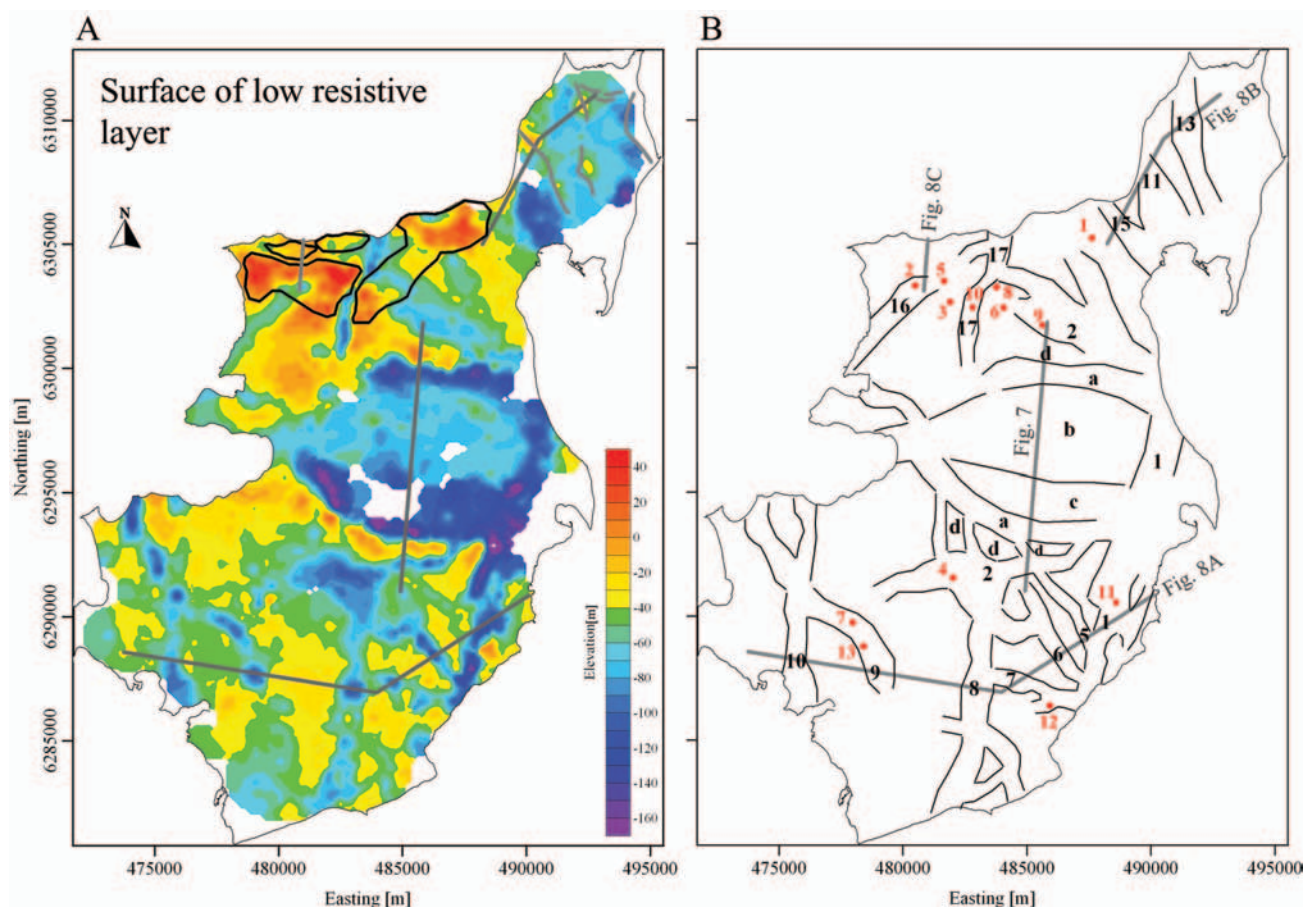 A
Surface of low resistive
layer
N
Northing [m]
6310000
6305000
6300000
6295000
6290000
6285000
475000
480000
485000
490000
495000
Easting [m]
Elevation[m]
40
20
0
-20
-40
-60
-80
-100
-120
-140
-160
B
13
Fig. 8B
11
Fig. 8C
1
15
17
2
5
10
8
3
6
16
17
9
2
d
a
Fig. 7
b
1
c
d
a
d
d
2
4
Fig. 8A
11
1
7
5
6
13
10
9
8
7
12
475000
480000
485000
490000
495000
Easting [m]